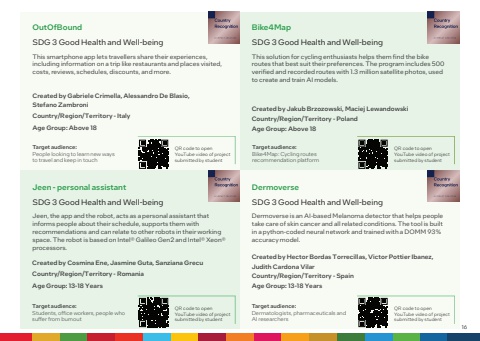 OutOfBound
Country
Recognition
SDG 3 Good Health and Well-being
This smartphone app lets travellers share their experiences,
including information on a trip like restaurants and places visited,
costs, reviews, schedules, discounts, and more.
Created by Gabriele Crimella, Alessandro De Blasio,
Stefano Zamboni
Country/Region/Territory - Italy
Age Group: Above 18
Target audience:
People looking to learn new ways
to travel and keep in touch
QR code to open
YouTube video of project
submitted by student
Bike4Map
Country
Recognition
SDG 3 Good Health and Well-being
This solution for cycling enthusiasts helps them find the bike
routes that best suit their preferences. The program includes 500
verified and recorded routes with 1.3 million satellite photos, used
to create and train AI models.
Created by Jakub Brzozowski, Maciej Lewandowski
Country/Region/Territory - Poland
Age Group: Above 18
Target audience:
Bike4Map: Cycling routes
recommendation platform
QR code to open
YouTube video of project
submitted by student
Jeen - personal assistant
Country
Recognition
SDG 3 Good Health and Well-being
Jeen, the app and the robot, acts as a personal assistant that
informs people about their schedule, supports them with
recommendations and can relate to other robots in their working
space. The robot is based on Intel® Galileo Gen2 and Intel® Xeon®
processors.
Created by Cosmina Ene, Jasmine Guta, Sanziana Grecu
Country/Region/Territory - Romania
Age Group: 13-18 Years
Target audience:
Students, office workers, people who
suffer from burnout
QR code to open
YouTube video of project
submitted by student
Dermoverse
Country
Recognition
SDG 3 Good Health and Well-being
Dermoverse is an AI-based Melanoma detector that helps people
take care of skin cancer and all related conditions. The tool is built
in a python-coded neural network and trained with a DOMM 93%
accuracy model.
Created by Hector Bordas Torrecillas, Victor Pottier Ibanez,
Judith Cardona Vilar
Country/Region/Territory - Spain
Age Group: 13-18 Years
Target audience:
Dermatologists, pharmaceuticals and
AI researchers
QR code to open
YouTube video of project
submitted by student
16